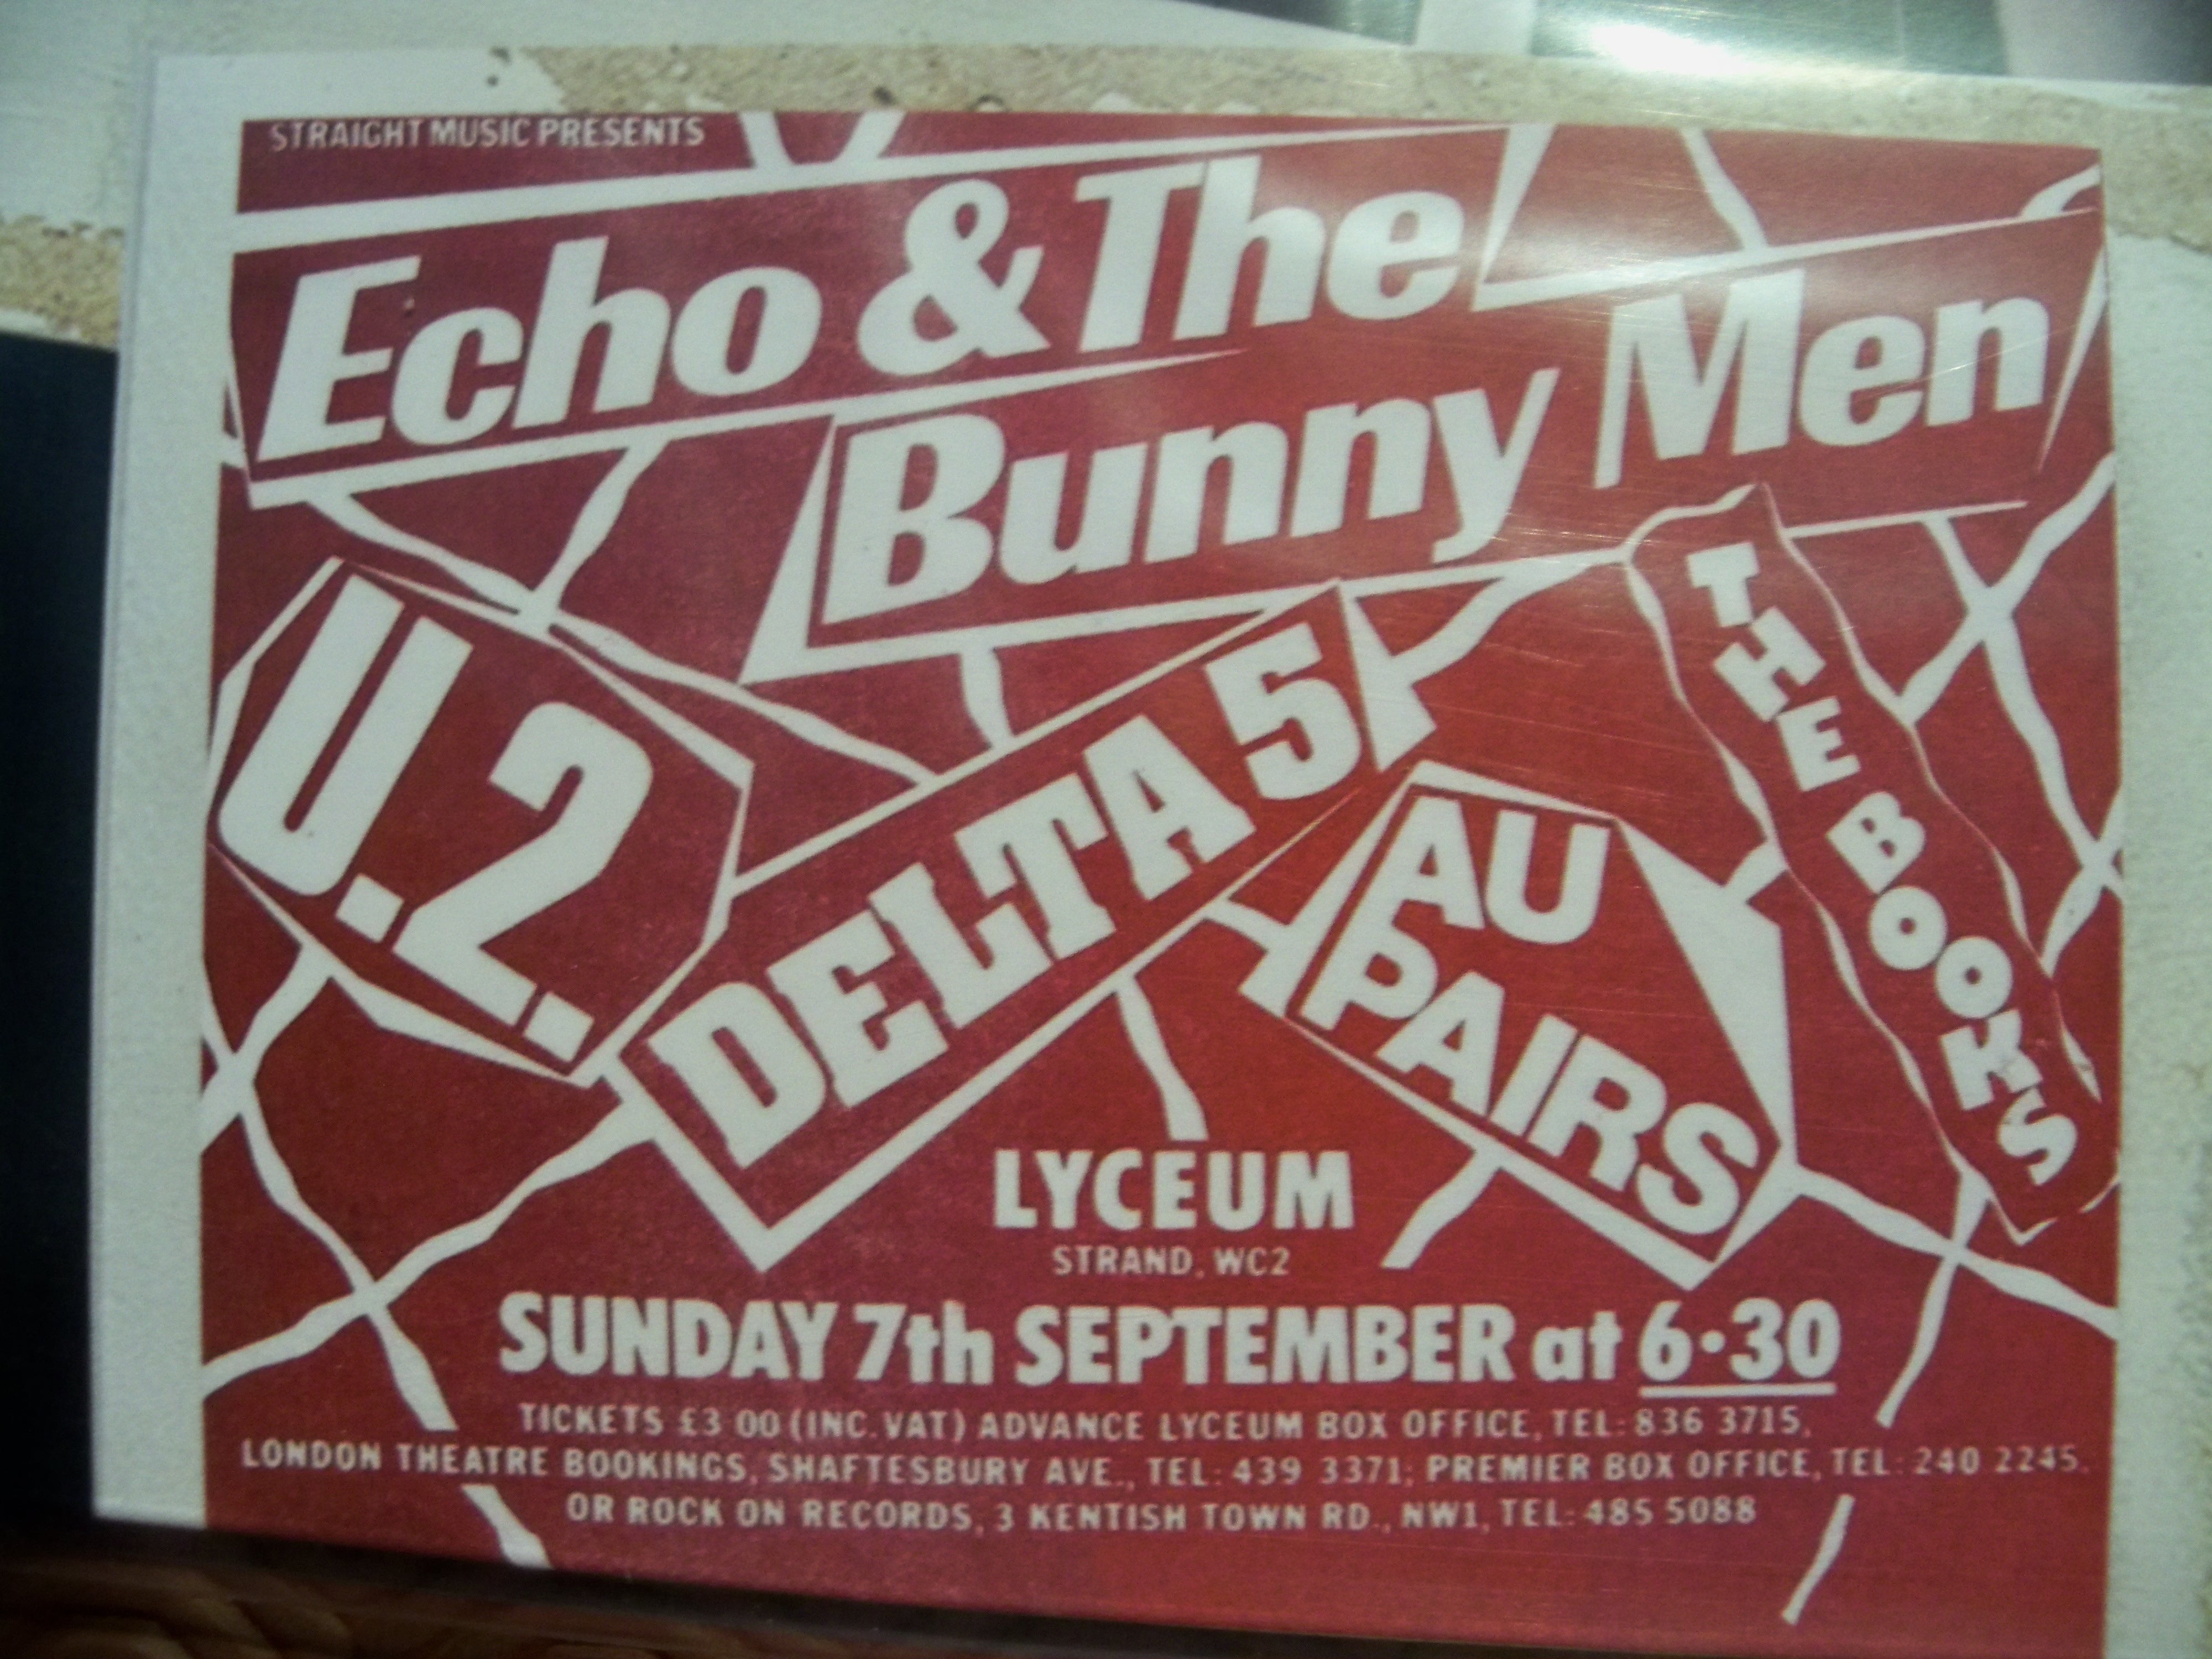 STRAIGHT MUSIC PRESENTS
Echo & The
Bunny Men
U.2.
DELTA 5
AU
PAIRS
THE BOOKS
LYCEUM
STRAND, WC2
SUNDAY 7th SEPTEMBER at 6·30
TICKETS £3 00 (INC. VAT) ADVANCE LYCEUM BOX OFFICE, TEL: 836 3715,
LONDON THEATRE BOOKINGS, SHAFTESBURY AVE., TEL: 439 3371; PREMIER BOX OFFICE, TEL: 240 2245.
OR ROCK ON RECORDS, 3 KENTISH TOWN RD., NW1, TEL: 485 5088